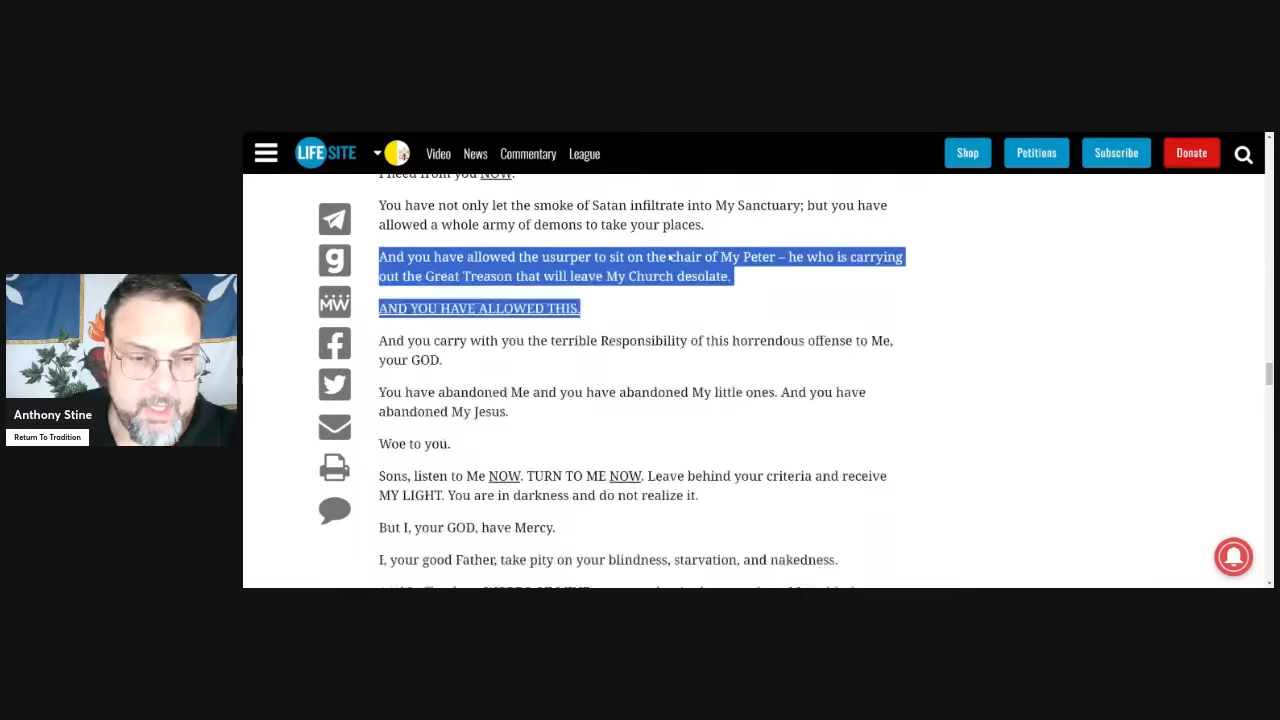 LIFE SITE
Video
News
Commentary
League
Shop
Petitions
Subscribe
Donate
I need from you NOW.
You have not only let the smoke of Satan infiltrate into My Sanctuary; but you have
allowed a whole army of demons to take your places.
And you have allowed the usurper to sit on the chair of My Peter – he who is carrying
out the Great Treason that will leave My Church desolate.
AND YOU HAVE ALLOWED THIS.
And you carry with you the terrible Responsibility of this horrendous offense to Me,
your GOD.
You have abandoned Me and you have abandoned My little ones. And you have
abandoned My Jesus.
Woe to you.
Sons, listen to Me NOW. TURN TO ME NOW. Leave behind your criteria and receive
MY LIGHT. You are in darkness and do not realize it.
But I, your GOD, have Mercy.
I, your good Father, take pity on your blindness, starvation, and nakedness.
g
MW
Anthony Stine
Return To Tradition